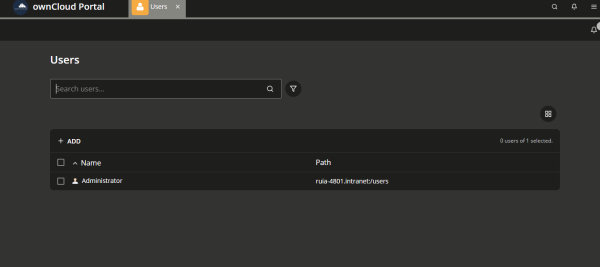 ownCloud Portal
Users
Users
Search users...
ADD
0 users of 1 selected.
Name
Path
Administrator
ruia-4801.intranet:/users